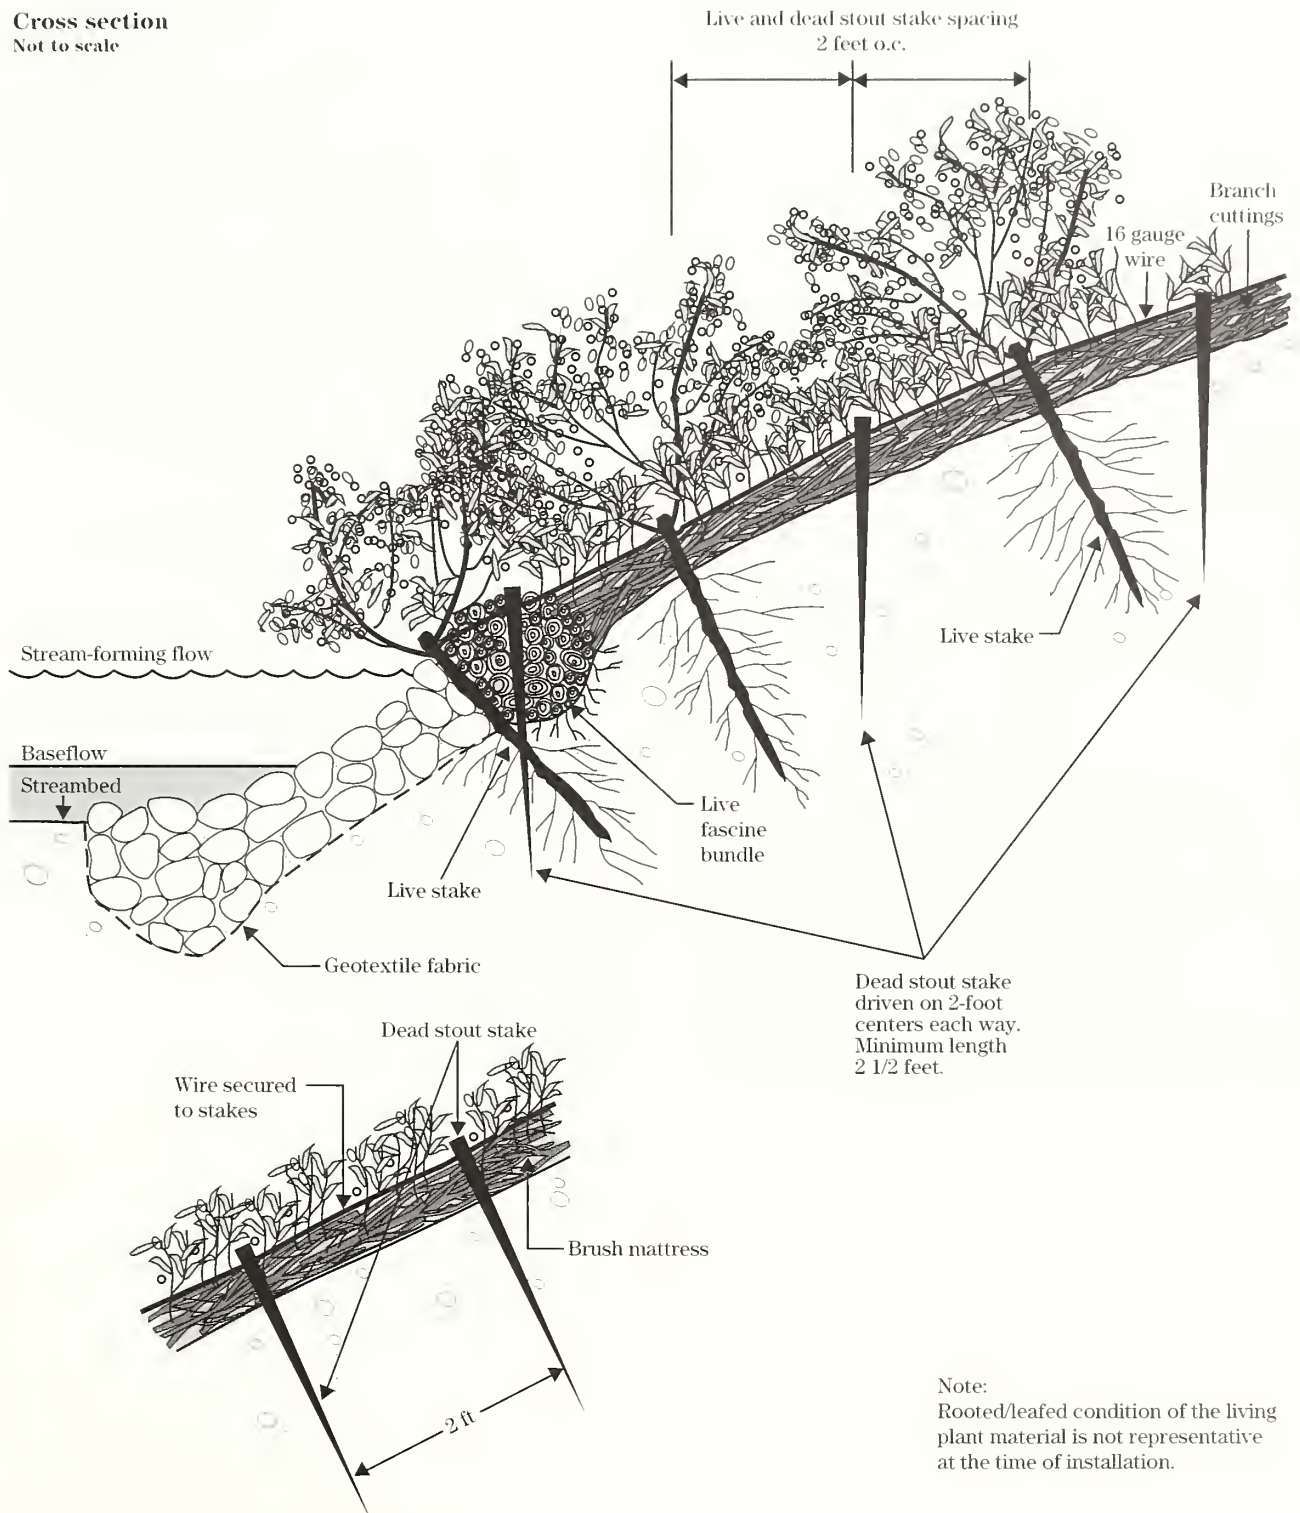 Cross section
Not to scale
Live and dead stout stake spacing
2 feet o.c.
Branch
cuttings
16 gauge
wire
Stream-forming flow
Live stake
Baseflow
Streambed
Live
fascine
bundle
Live stake
Geotextile fabric
Dead stout stake
driven on 2-foot
centers each way.
Minimum length
2 1/2 feet.
Dead stout stake
Wire secured
to stakes
Brush mattress
2 ft
Note:
Rooted/leafed condition of the living
plant material is not representative
at the time of installation.